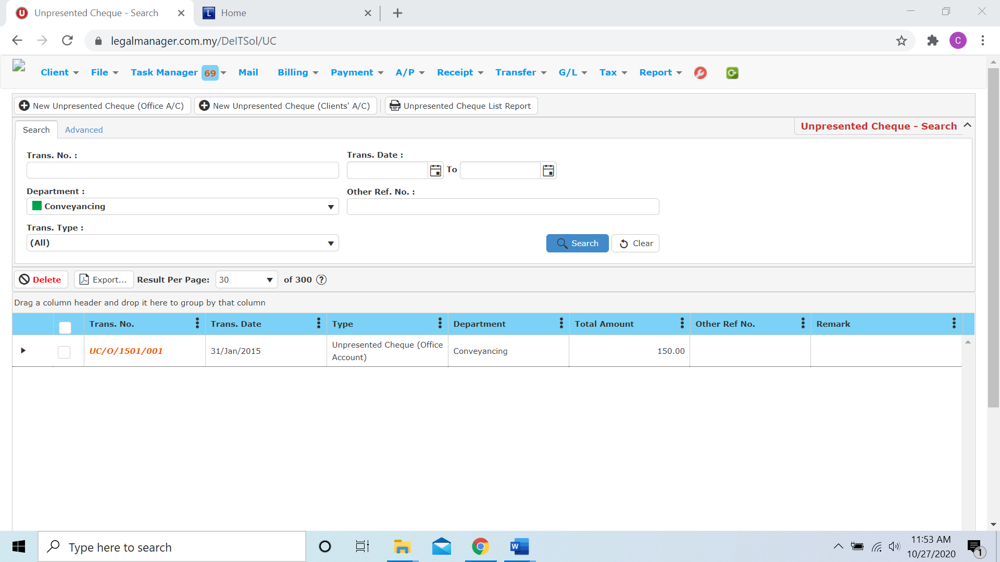 Unpresented Cheque - Search
Home
legalmanager.com.my/DeITSol/UC
C
Client File Task Manager 69 Mail Billing Payment A/P Receipt Transfer G/L Tax Report
New Unpresented Cheque (Office A/C) New Unpresented Cheque (Clients' A/C) Unpresented Cheque List Report
Search Advanced Unpresented Cheque - Search
Trans. No. : Trans. Date :
To
Department : Other Ref. No. :
Conveyancing
Trans. Type :
(All) Search Clear
Delete Export... Result Per Page: 30 of 300 ?
Drag a column header and drop it here to group by that column
Trans. No. Trans. Date Type Department Total Amount Other Ref No. Remark
UC/O/1501/001 31/Jan/2015 Unpresented Cheque (Office Account) Conveyancing 150.00
Type here to search
11:53 AM
10/27/2020
1